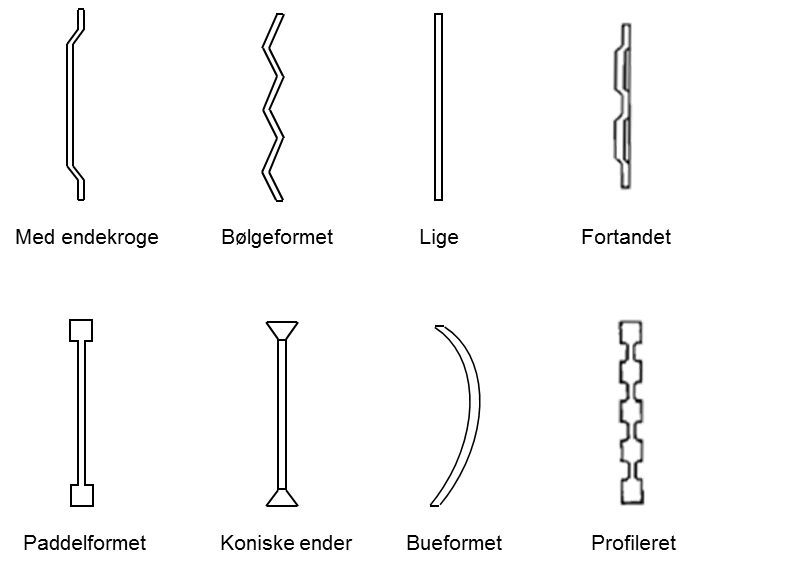 Med endekroge
Bølgeformet
Lige
Fortandet
Paddelformet
Koniske ender
Bueformet
Profileret